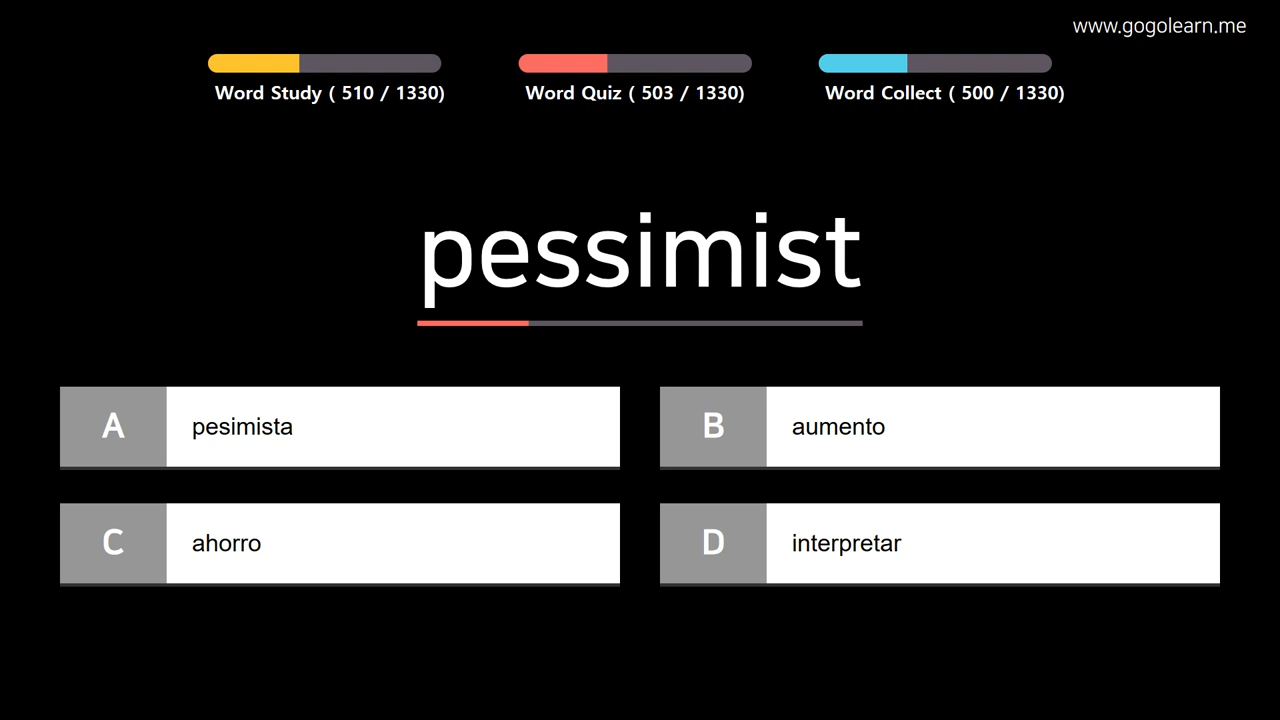 www.gogolearn.me
Word Study ( 510 / 1330)
Word Quiz ( 503 / 1330)
Word Collect ( 500 / 1330)
pessimist
A pesimista
B aumento
C ahorro
D interpretar